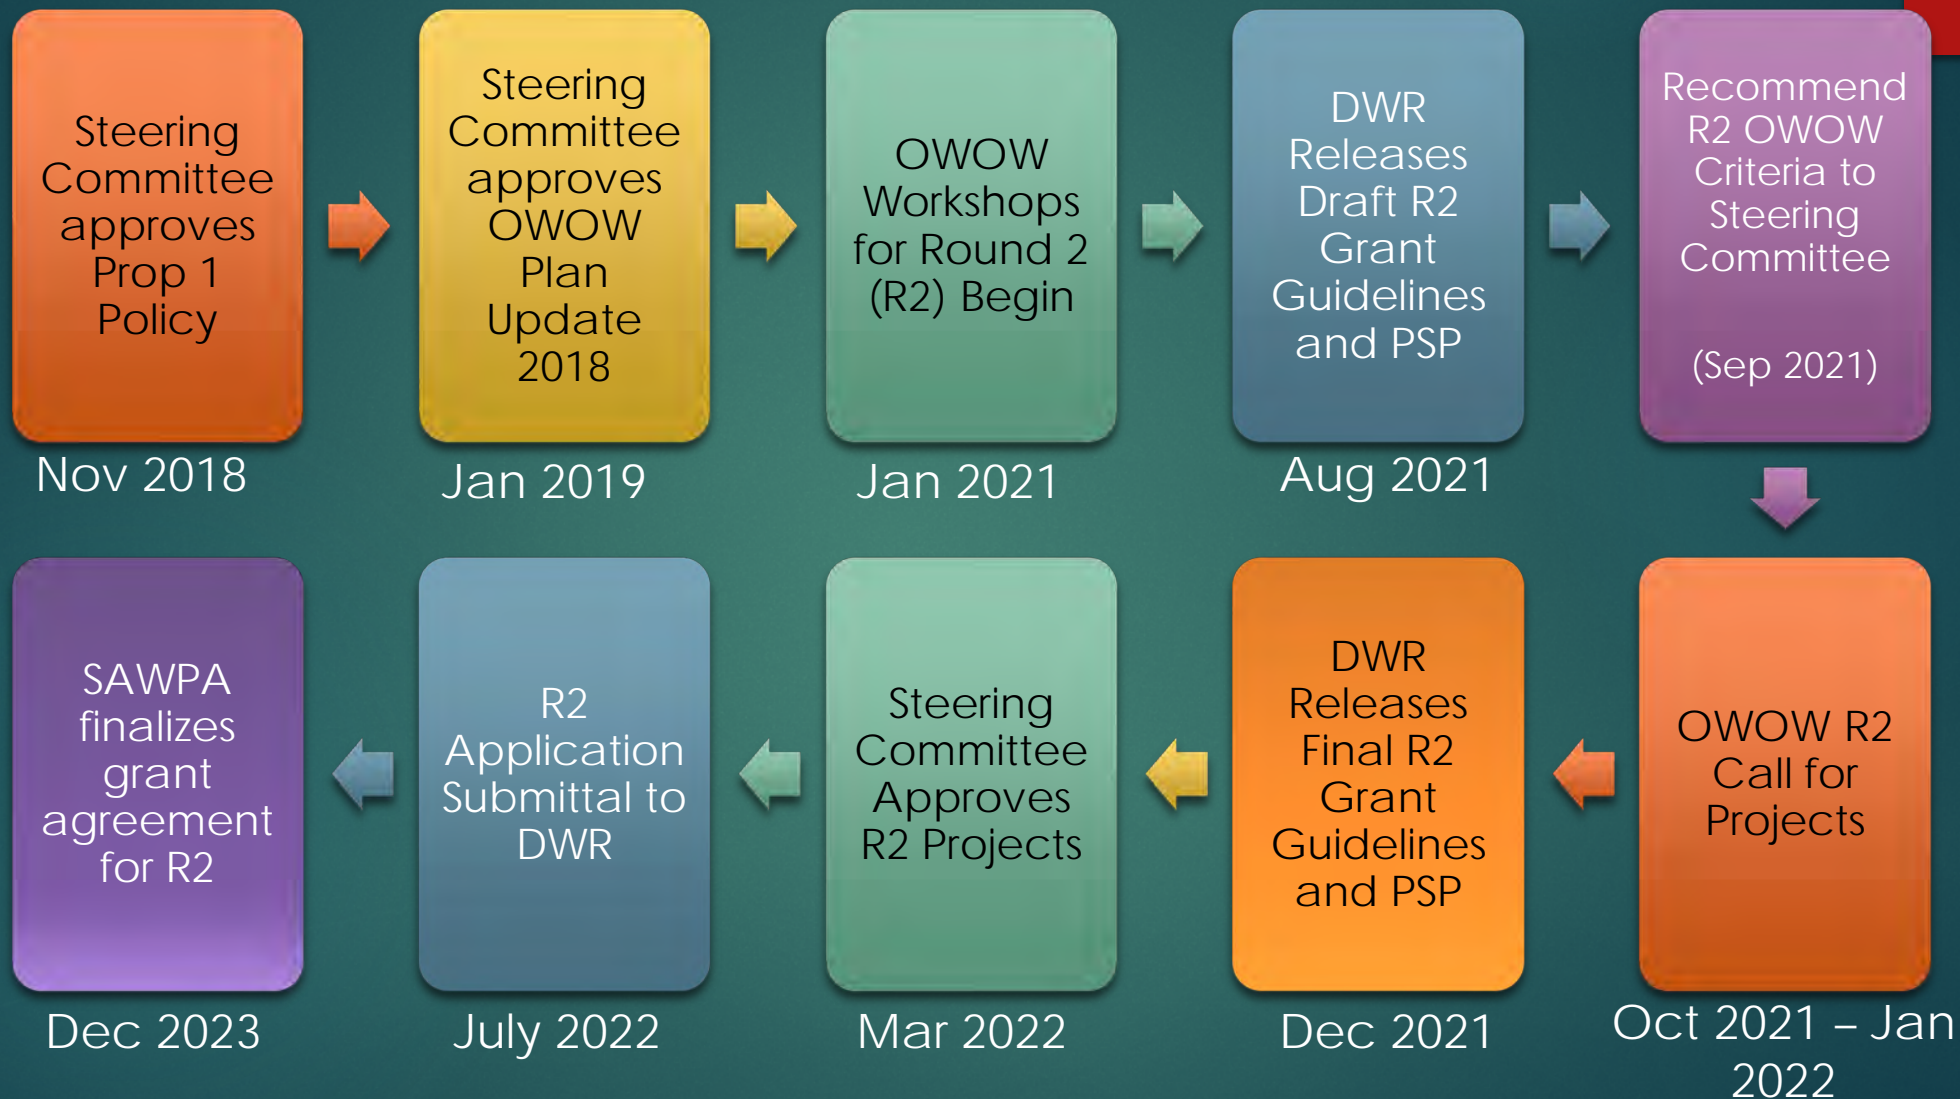 Steering
Committee
approves
Prop 1
Policy
Nov 2018
Steering
Committee
approves
OWOW
Plan
Update
2018
Jan 2019
OWOW
Workshops
for Round 2
(R2) Begin
Jan 2021
DWR
Releases
Draft R2
Grant
Guidelines
and PSP
Aug 2021
Recommend
R2 OWOW
Criteria to
Steering
Committee
(Sep 2021)
OWOW R2
Call for
Projects
Oct 2021 – Jan
2022
DWR
Releases
Final R2
Grant
Guidelines
and PSP
Dec 2021
Steering
Committee
Approves
R2 Projects
Mar 2022
R2
Application
Submittal to
DWR
July 2022
SAWPA
finalizes
grant
agreement
for R2
Dec 2023